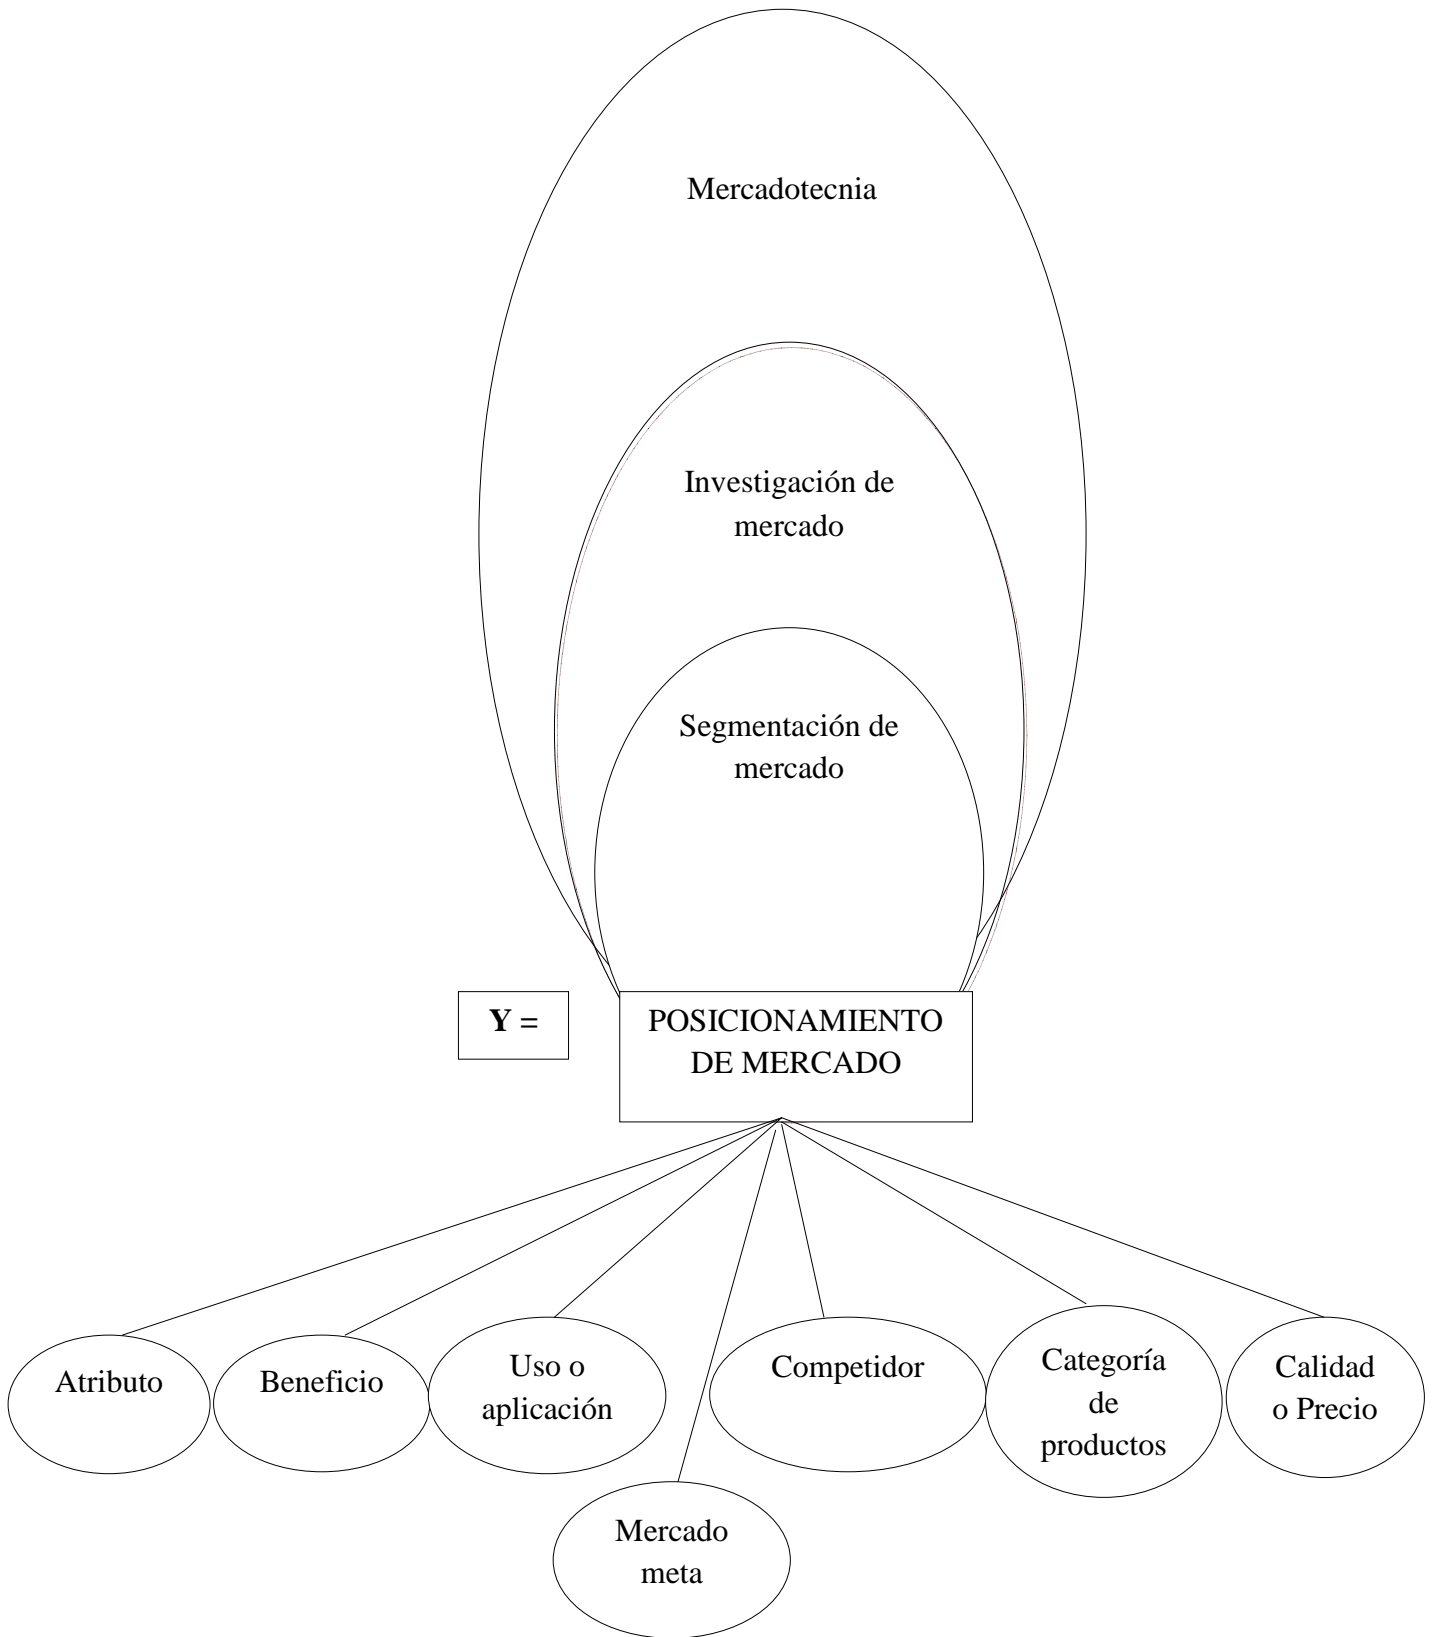 Mercadotecnia
Investigación de
mercado
Segmentación de
mercado
Y =
POSICIONAMIENTO
DE MERCADO
Atributo
Beneficio
Uso o
aplicación
Mercado
meta
Competidor
Categoría
de
productos
Calidad
o Precio